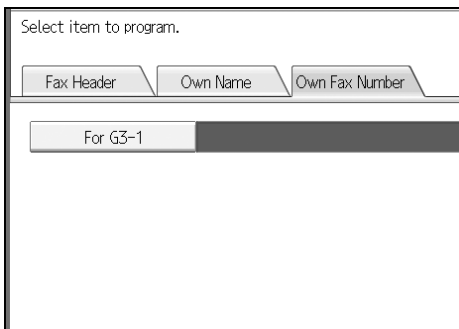 Select item to program.
Fax Header Own Name Own Fax Number
For G3-1